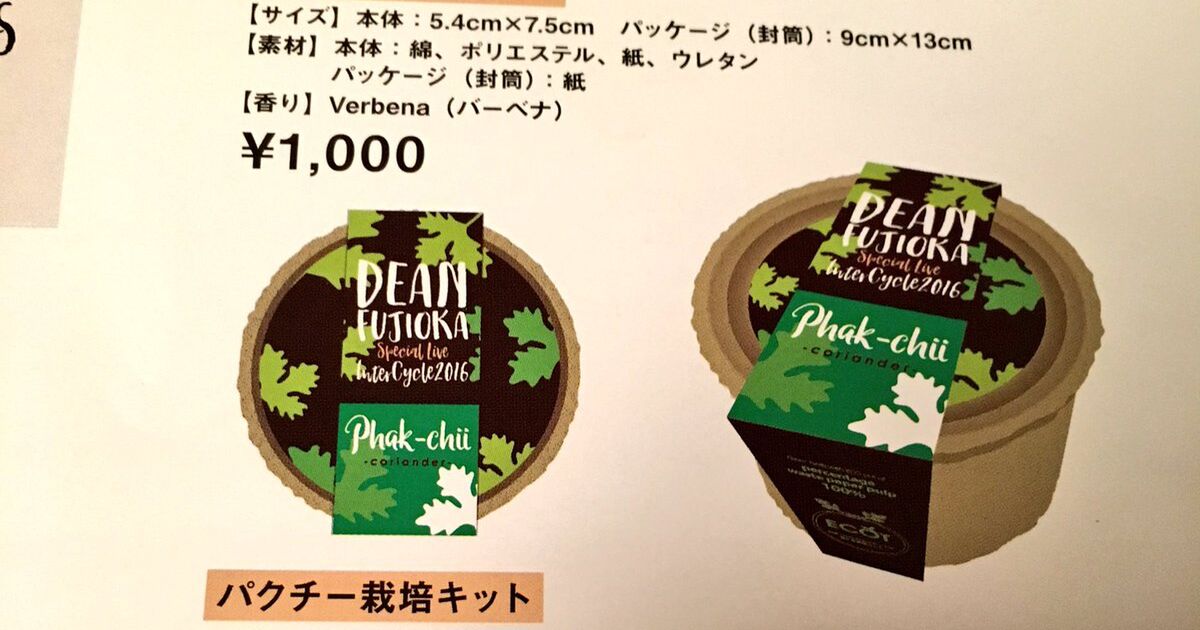 【サイズ】本体：5.4cm×7.5cm　パッケージ（封筒）：9cm×13cm
【素材】本体：綿、ポリエステル、紙、ウレタン
パッケージ（封筒）：紙
【香り】Verbena（バーベナ）
¥1,000
DEAN
FUJIOKA
Special Live
InterCycle2016
Phak-chii
-coriander-
DEAN
FUJIOKA
Special Live
InterCycle2016
Phak-chii
-coriander-
percentage
waste paper pulp
100%
パクチー栽培キット